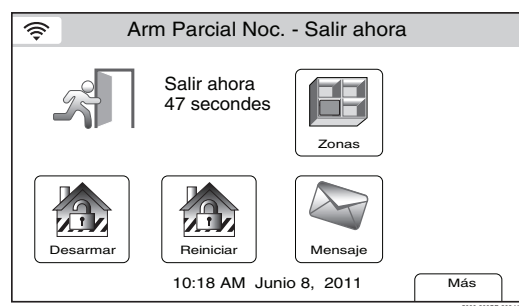 Arm Parcial Noc. - Salir ahora
Salir ahora
47 secondes
Zonas
Desarmar
Reiniciar
Mensaje
10:18 AM Junio 8, 2011
Más